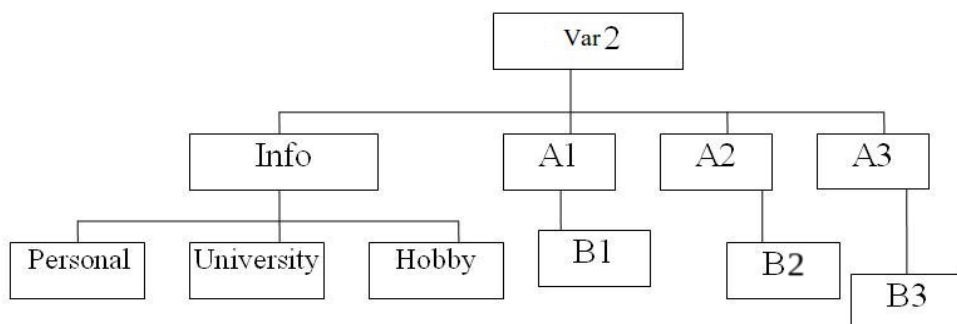 Var 2
Info
A1
A2
A3
Personal
University
Hobby
B1
B2
B3